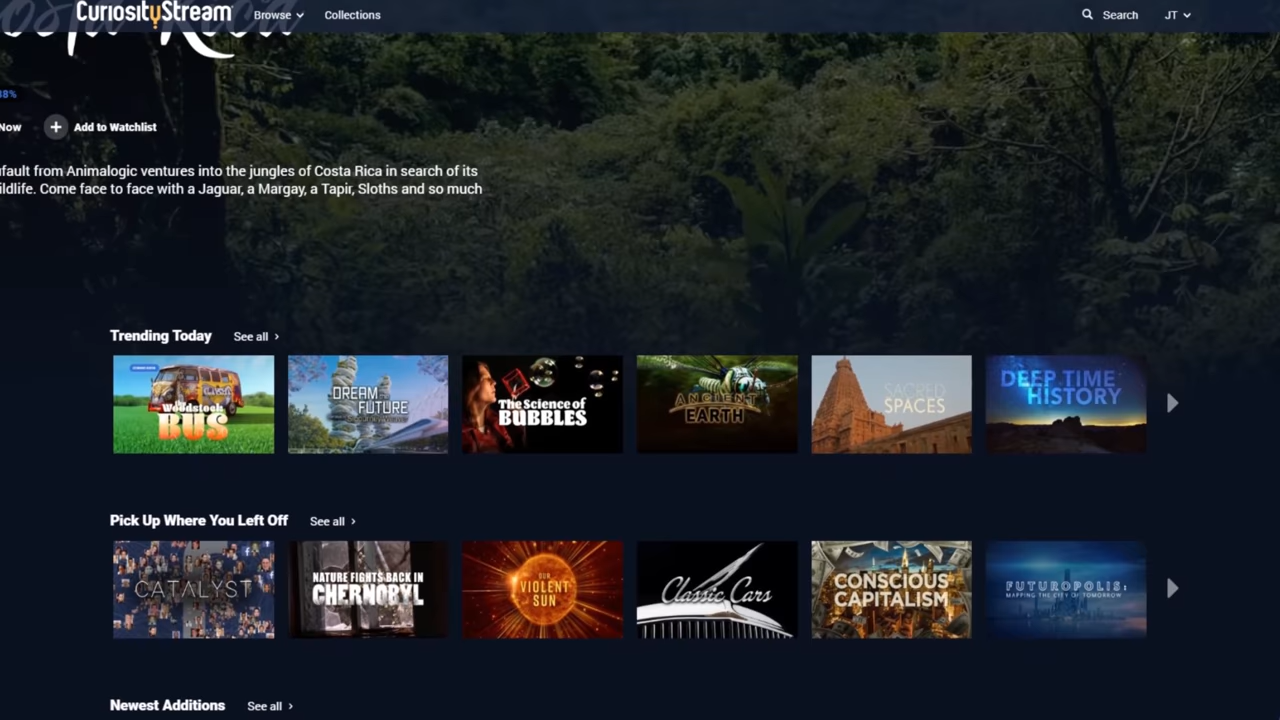 CuriosityStream
Browse
Collections
Search
JT
Costa Rica
38%
Now
Add to Watchlist
fault from Animalogic ventures into the jungles of Costa Rica in search of its
ildlife. Come face to face with a Jaguar, a Margay, a Tapir, Sloths and so much
Trending Today
See all
Woodstock
BUS
DREAM
FUTURE
The Science of
BUBBLES
ANCIENT
EARTH
SACRED
SPACES
DEEP TIME
HISTORY
Pick Up Where You Left Off
See all
CATALYST
NATURE FIGHTS BACK IN
CHERNOBYL
OUR
VIOLENT
SUN
Classic Cars
CONSCIOUS
CAPITALISM
FUTUROPOLIS:
MAPPING THE CITY OF TOMORROW
Newest Additions
See all